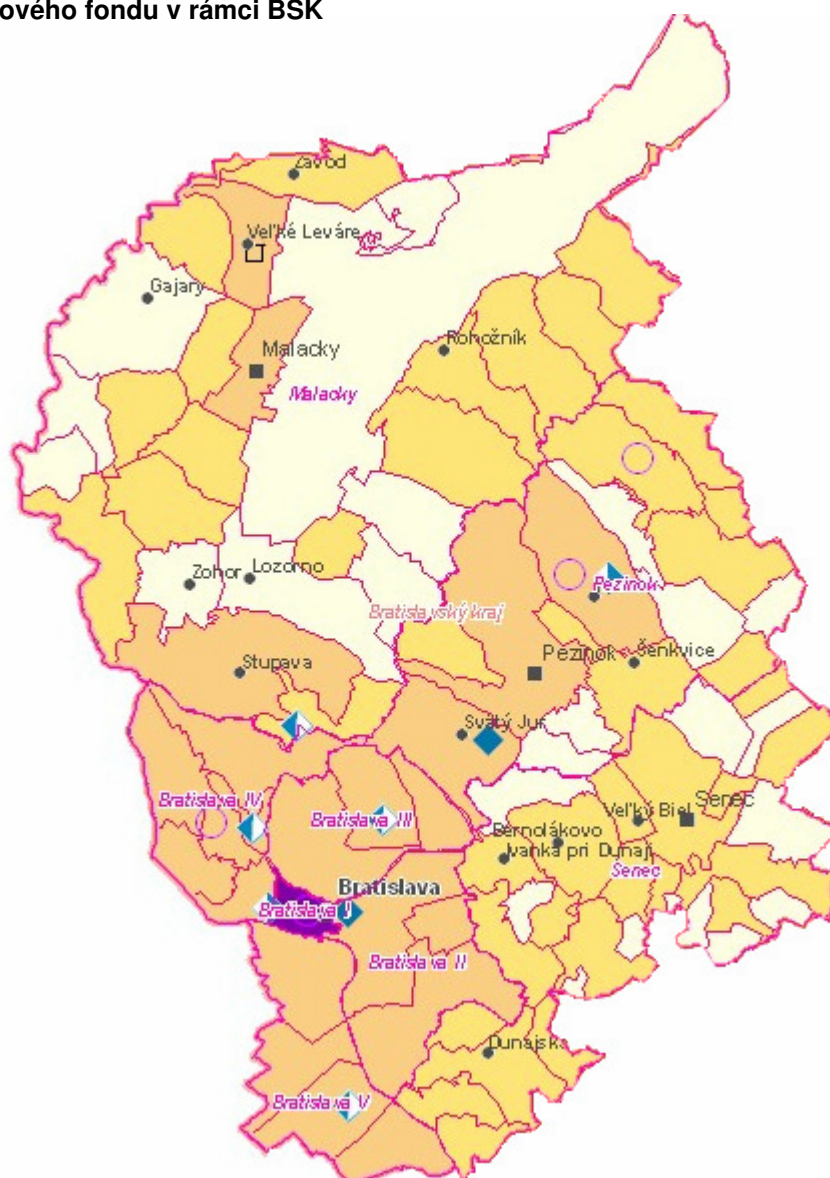 ového fondu v rámci BSK
Závod
Veľké Leváre
Gajary
Malacky
Rohožník
Malacky
Zohor
Lozorno
Pezinok
Bratislavský kraj
Pezinok
Šenkvice
Stupava
Svätý Jur
Bratislava IV
Bratislava III
Veľký Biel
Senec
Bernolákovo
Ivanka pri Dunaji
Senec
Bratislava
Bratislava I
Bratislava II
Dunajsk
Bratislava V